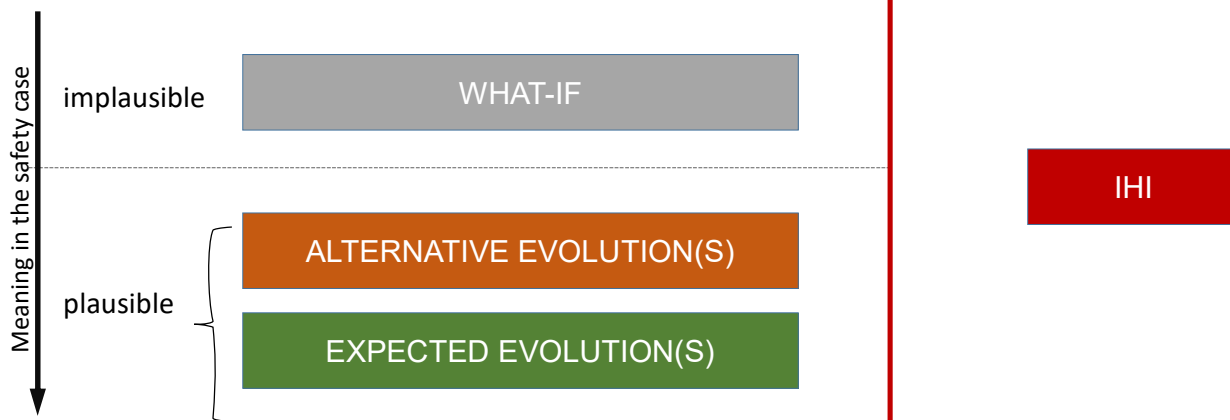 Meaning in the safety case
implausible
WHAT-IF
IHI
ALTERNATIVE EVOLUTION(S)
plausible
EXPECTED EVOLUTION(S)